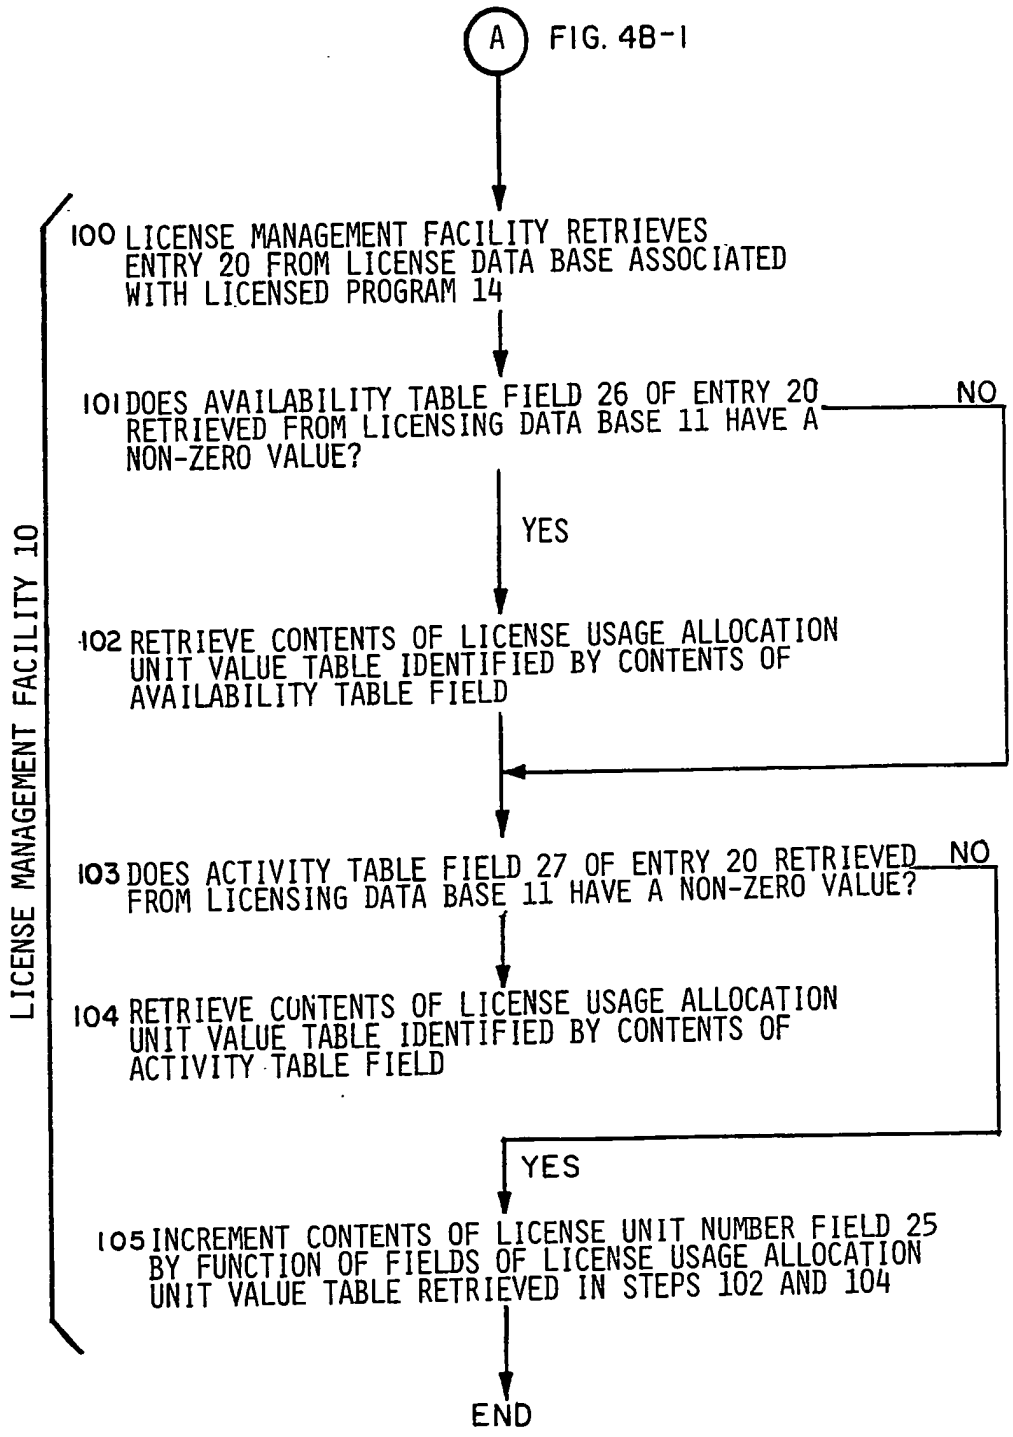 A FIG. 4B-1
100 LICENSE MANAGEMENT FACILITY RETRIEVES
ENTRY 20 FROM LICENSE DATA BASE ASSOCIATED
WITH LICENSED PROGRAM 14
101 DOES AVAILABILITY TABLE FIELD 26 OF ENTRY 20 NO
RETRIEVED FROM LICENSING DATA BASE 11 HAVE A
NON-ZERO VALUE?
YES
102 RETRIEVE CONTENTS OF LICENSE USAGE ALLOCATION
UNIT VALUE TABLE IDENTIFIED BY CONTENTS OF
AVAILABILITY TABLE FIELD
103 DOES ACTIVITY TABLE FIELD 27 OF ENTRY 20 RETRIEVED NO
FROM LICENSING DATA BASE 11 HAVE A NON-ZERO VALUE?
104 RETRIEVE CONTENTS OF LICENSE USAGE ALLOCATION
UNIT VALUE TABLE IDENTIFIED BY CONTENTS OF
ACTIVITY TABLE FIELD
YES
105 INCREMENT CONTENTS OF LICENSE UNIT NUMBER FIELD 25
BY FUNCTION OF FIELDS OF LICENSE USAGE ALLOCATION
UNIT VALUE TABLE RETRIEVED IN STEPS 102 AND 104
END
LICENSE MANAGEMENT FACILITY 10